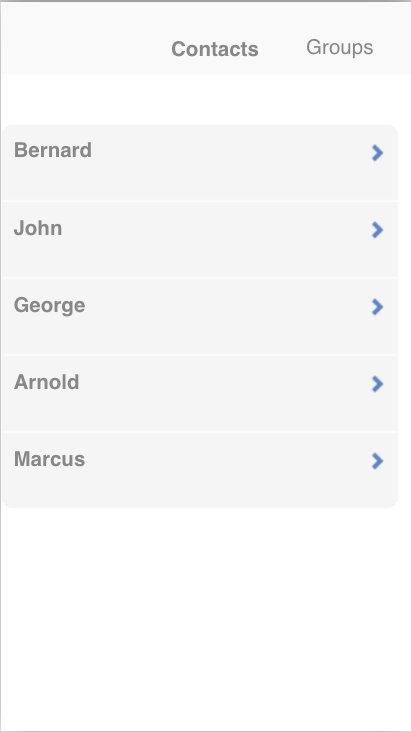 Contacts Groups
Bernard
John
George
Arnold
Marcus